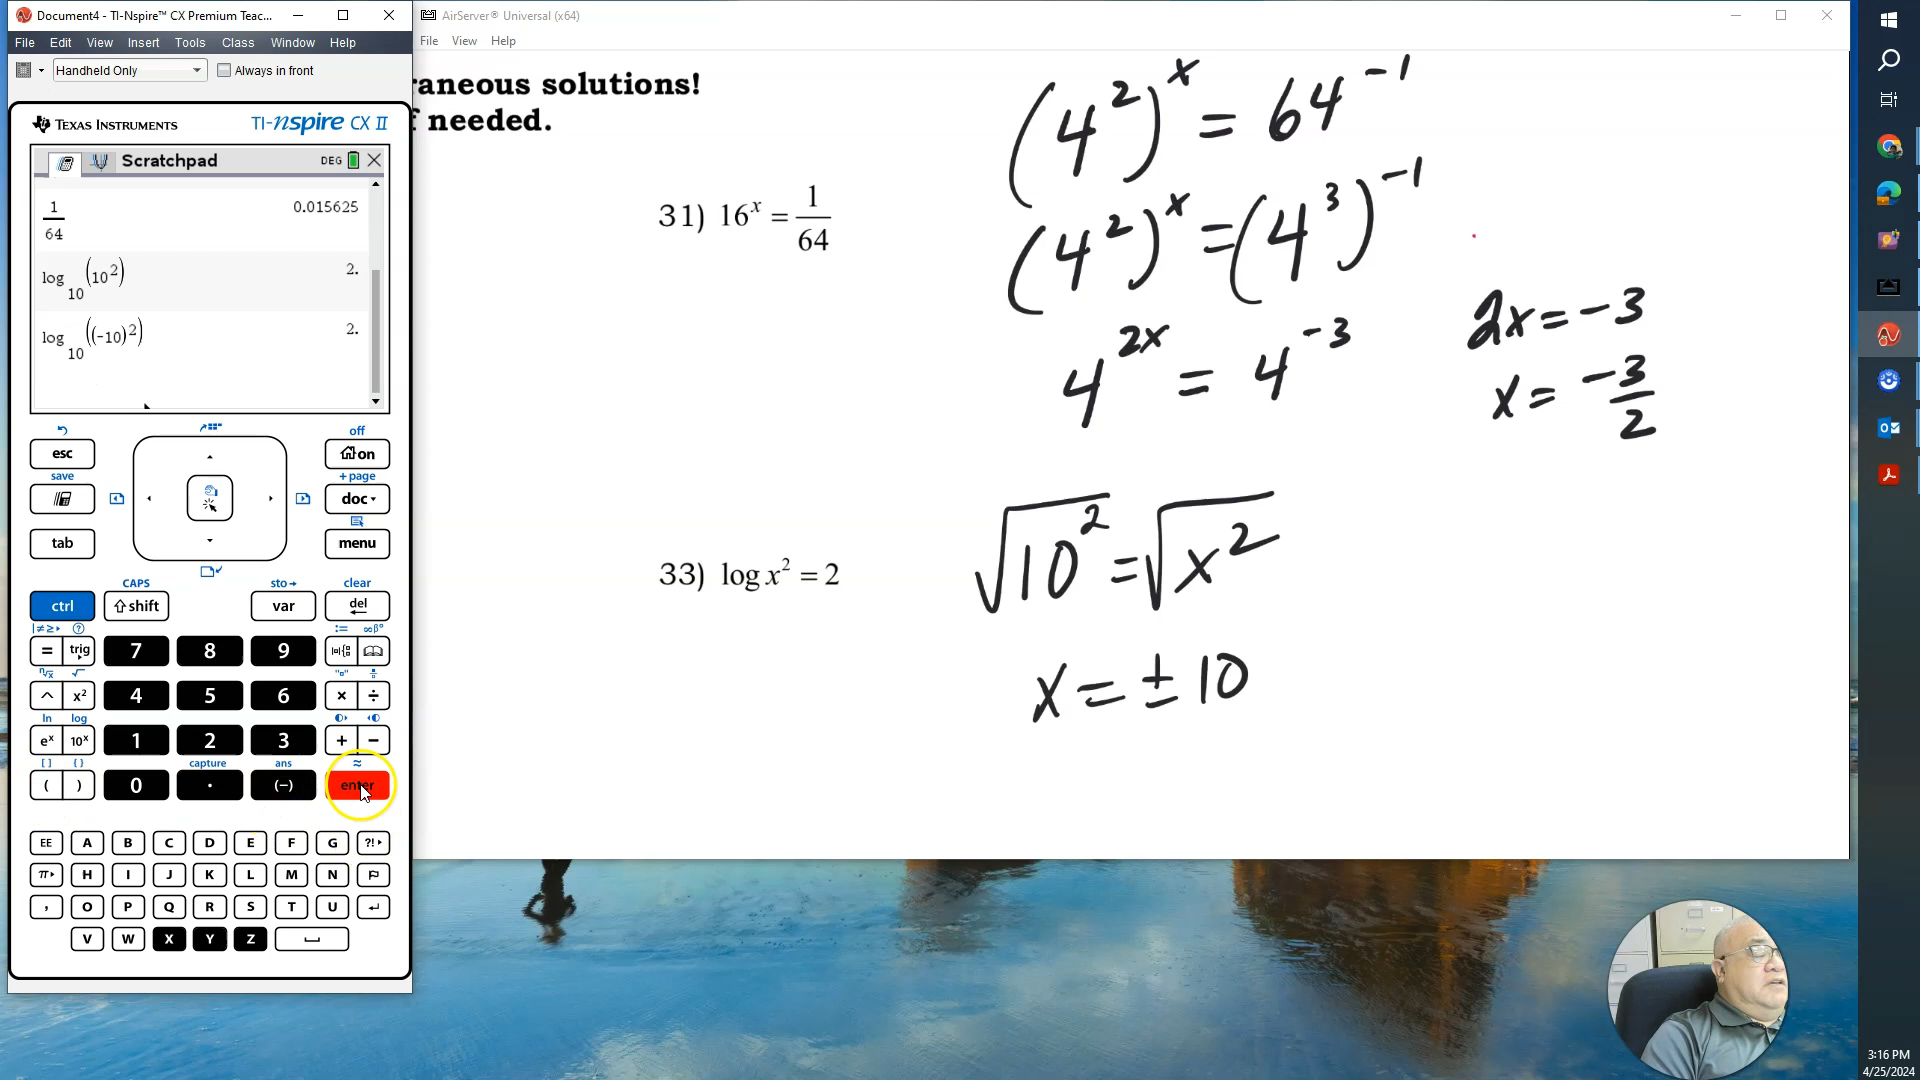 Document4 - TI-Nspire™ CX Premium Teac...
File Edit View Insert Tools Class Window Help
Handheld Only
Always in front
AirServer® Universal (x64)
File View Help
TEXAS INSTRUMENTS TI-nspire CX II
Scratchpad DEG
1/64 0.015625
log₁₀(10²) 2.
log₁₀((-10)²) 2.
off
esc on
save +page
doc
tab menu
CAPS sto→ clear
ctrl shift var del
= trig 7 8 9
^ x² 4 5 6 × ÷
ln log
eˣ 10ˣ 1 2 3 + −
[ ] { } capture ans ≈
( ) 0 . (−) enter
EE A B C D E F G ?!
π H I J K L M N
, O P Q R S T U
V W X Y Z
raneous solutions!
f needed.
31) 16ˣ = 1/64
(4²)ˣ = 64⁻¹
(4²)ˣ = (4³)⁻¹
4²ˣ = 4⁻³
2x = -3
x = -3/2
33) log x² = 2
√10² = √x²
x = ± 10
3:16 PM
4/25/2024